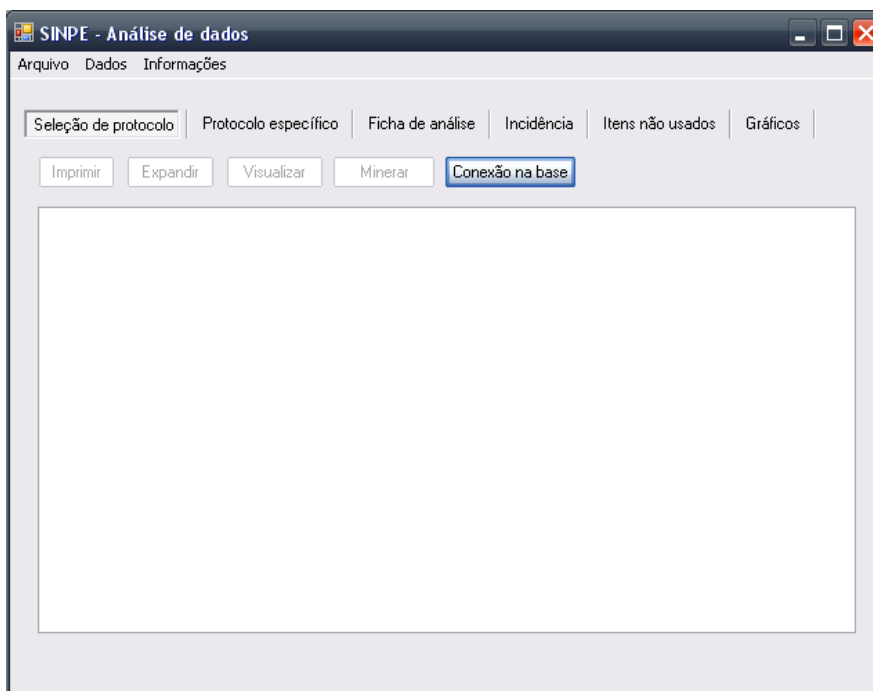 SINPE - Análise de dados
Arquivo Dados Informações
Seleção de protocolo Protocolo específico Ficha de análise Incidência Itens não usados Gráficos
Imprimir Expandir Visualizar Minerar Conexão na base